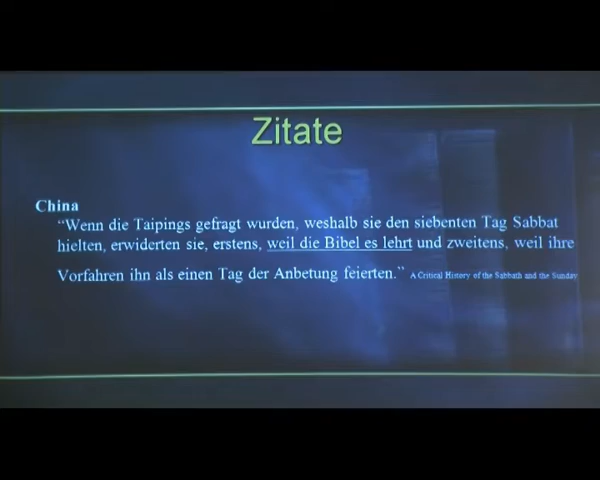 Zitate
China
“Wenn die Taipings gefragt wurden, weshalb sie den siebenten Tag Sabbat
hielten, erwiderten sie, erstens, weil die Bibel es lehrt und zweitens, weil ihre
Vorfahren ihn als einen Tag der Anbetung feierten.” A Critical History of the Sabbath and the Sunday